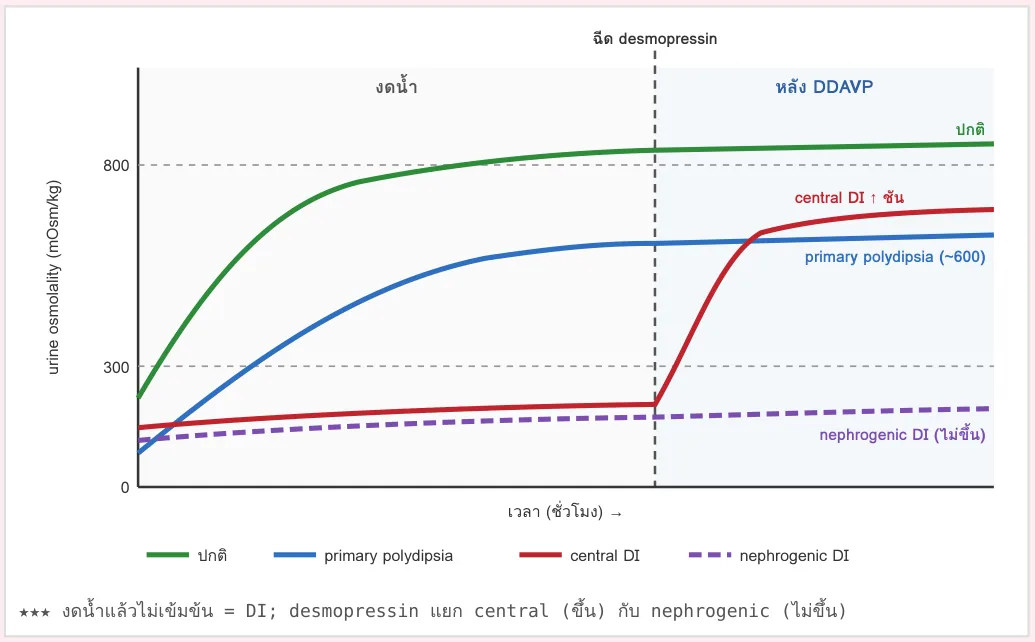 ฉีด desmopressin
งดน้ำ
หลัง DDAVP
ปกติ
800
central DI ↑ ชัน
primary polydipsia (~600)
urine osmolality (mOsm/kg)
300
nephrogenic DI (ไม่ขึ้น)
0
เวลา (ชั่วโมง) →
ปกติ primary polydipsia central DI nephrogenic DI
★★★ งดน้ำแล้วไม่เข้มข้น = DI; desmopressin แยก central (ขึ้น) กับ nephrogenic (ไม่ขึ้น)